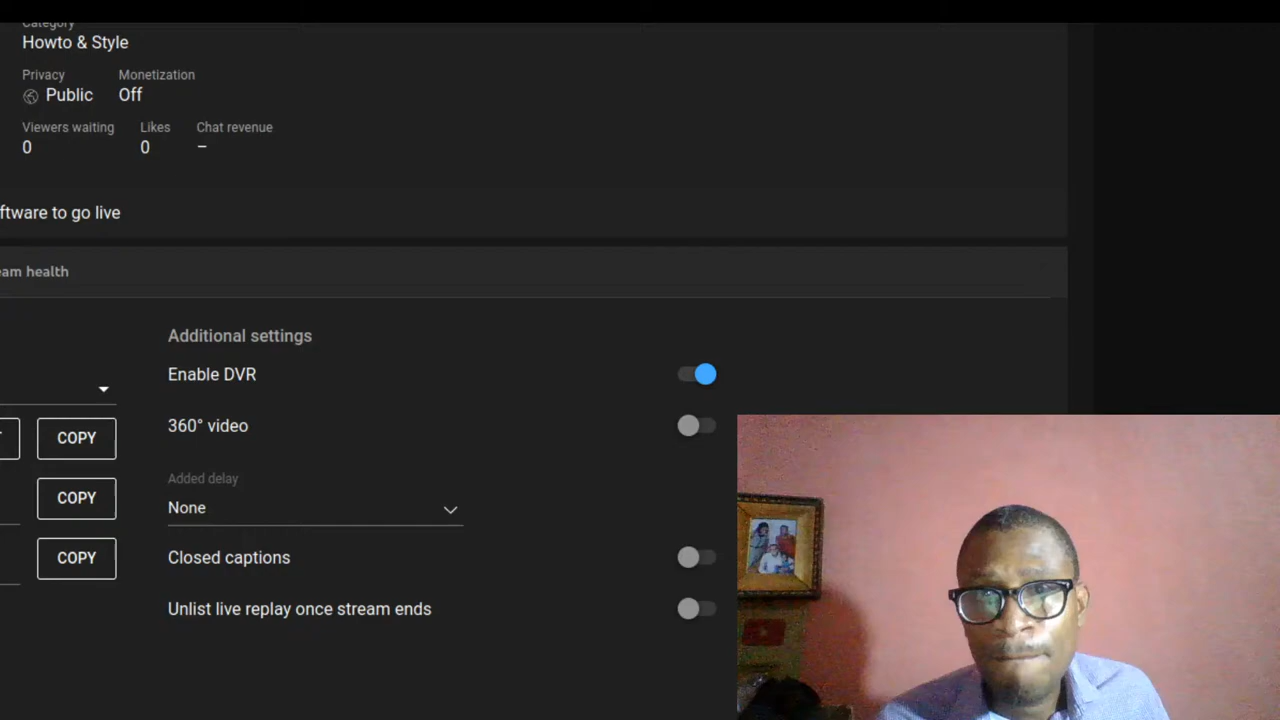 Category
Howto & Style
Privacy Monetization
Public Off
Viewers waiting Likes Chat revenue
0 0 –
ftware to go live
eam health
Additional settings
Enable DVR
360° video
COPY
Added delay
None
COPY
Closed captions
COPY
Unlist live replay once stream ends